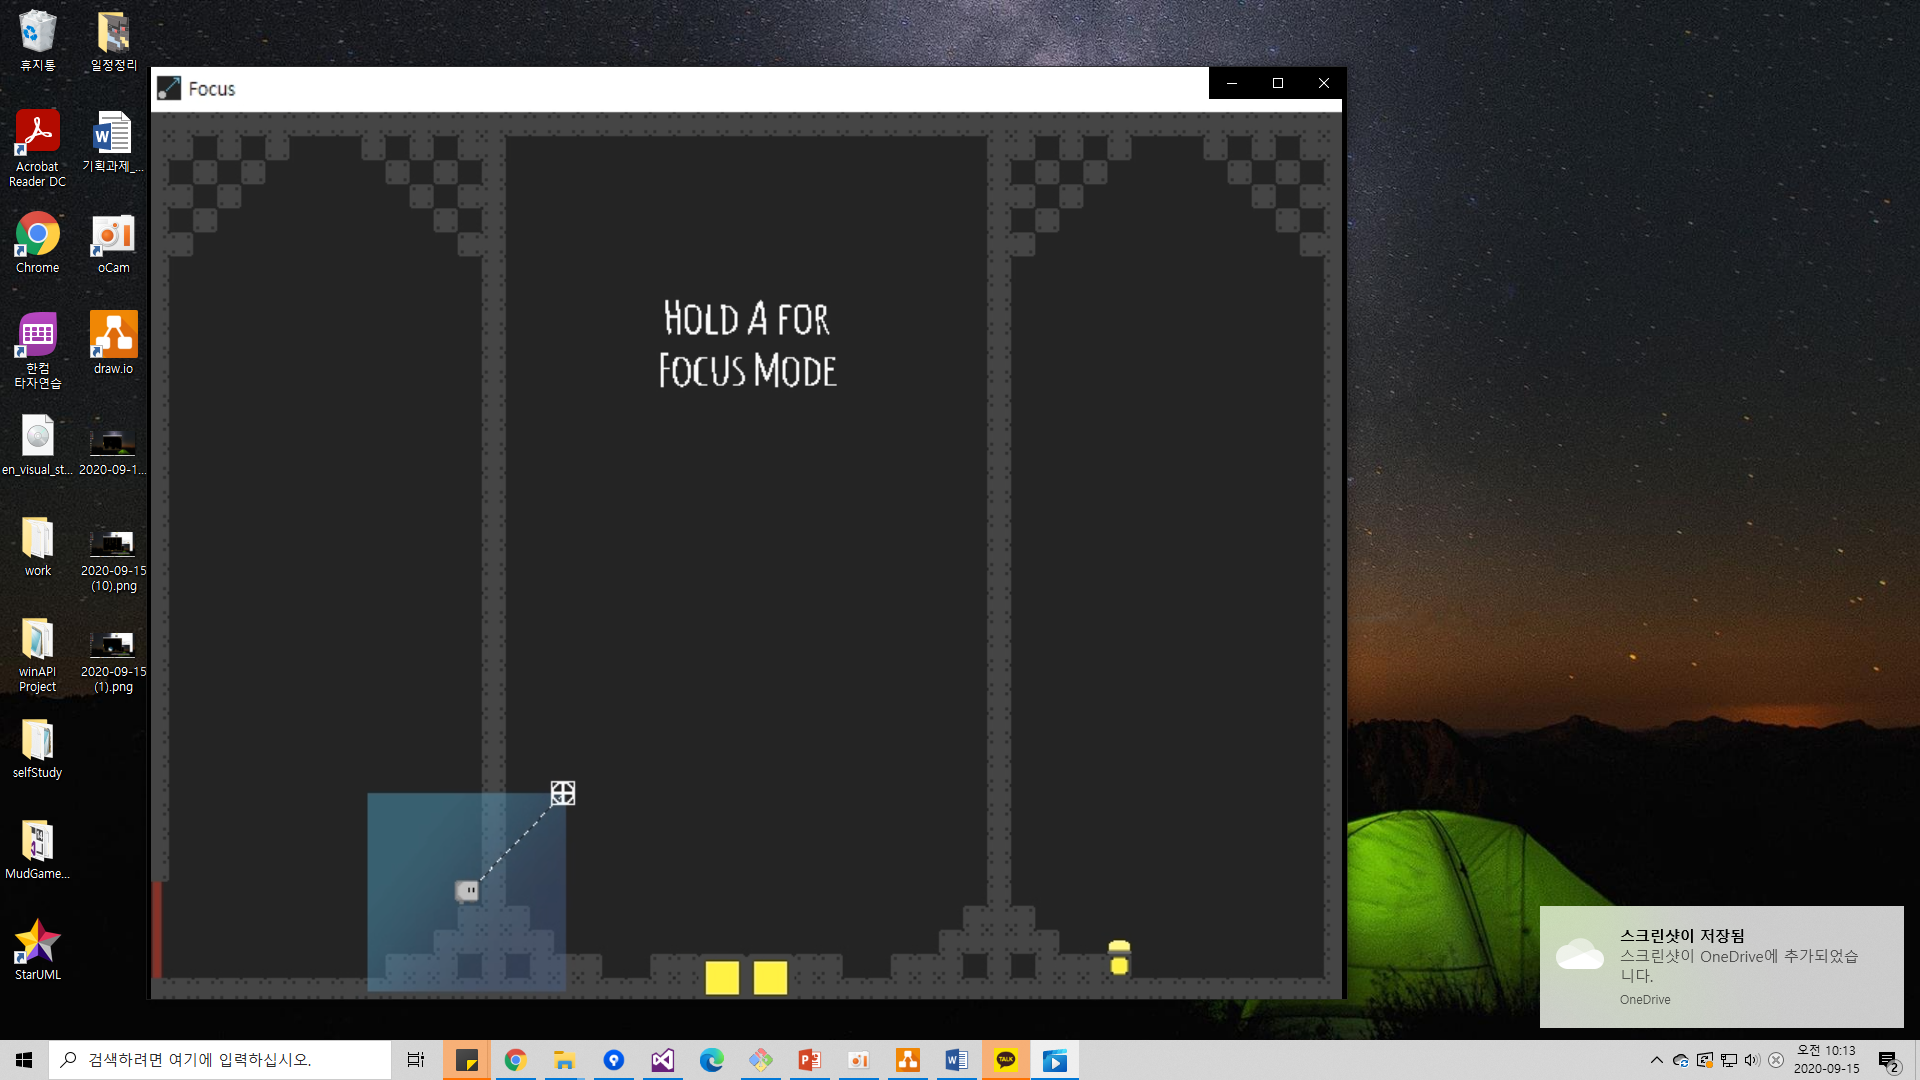 휴지통
일정정리
Acrobat
Reader DC
기획과제_...
Chrome
oCam
한컴
타자연습
draw.io
en_visual_st...
2020-09-1...
work
2020-09-15
(10).png
winAPI
Project
2020-09-15
(1).png
selfStudy
MudGame...
StarUML
Focus
HOLD A FOR
FOCUS MODE
스크린샷이 저장됨
스크린샷이 OneDrive에 추가되었습
니다.
OneDrive
검색하려면 여기에 입력하십시오.
TALK
오전 10:13
2020-09-15
2